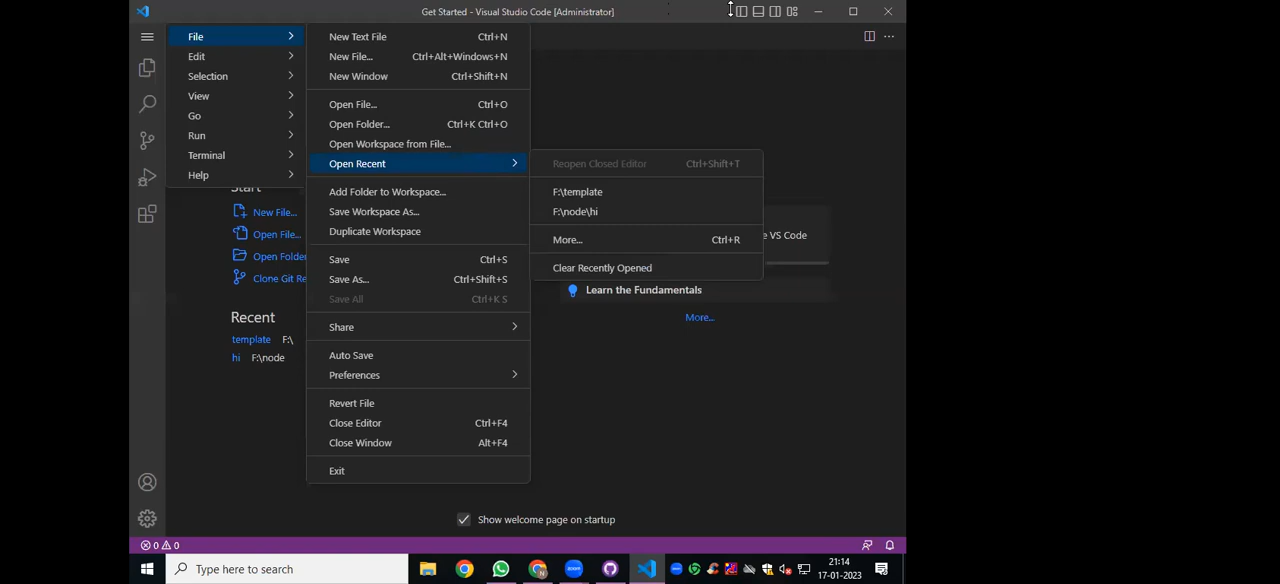 Get Started - Visual Studio Code [Administrator]
File
Edit
Selection
View
Go
Run
Terminal
Help
New Text File Ctrl+N
New File... Ctrl+Alt+Windows+N
New Window Ctrl+Shift+N
Open File... Ctrl+O
Open Folder... Ctrl+K Ctrl+O
Open Workspace from File...
Open Recent
Add Folder to Workspace...
Save Workspace As...
Duplicate Workspace
Save Ctrl+S
Save As... Ctrl+Shift+S
Save All Ctrl+K S
Share
Auto Save
Preferences
Revert File
Close Editor Ctrl+F4
Close Window Alt+F4
Exit
Reopen Closed Editor Ctrl+Shift+T
F:\template
F:\node\hi
More... Ctrl+R
Clear Recently Opened
Start
New File...
Open File...
Open Folder
Clone Git Re
Recent
template F:\
hi F:\node
e VS Code
Learn the Fundamentals
More...
Show welcome page on startup
0 0
Type here to search
zoom
21:14
17-01-2023